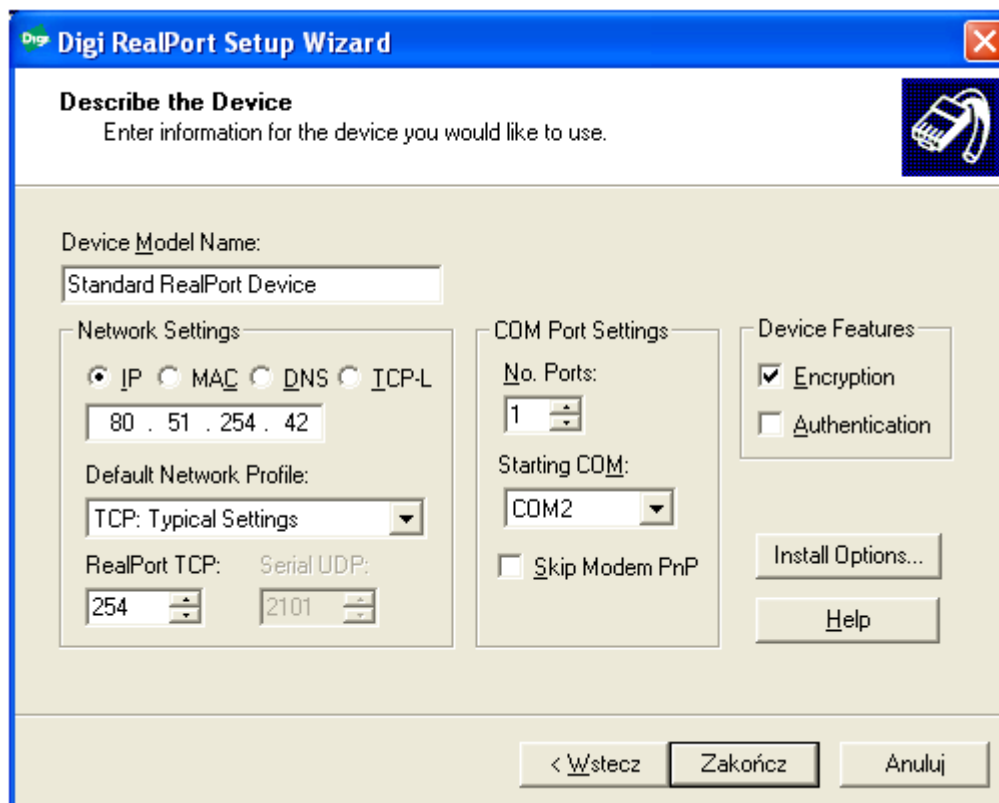 Digi Digi RealPort Setup Wizard
Describe the Device
Enter information for the device you would like to use.
Device Model Name:
Standard RealPort Device
Network Settings
IP MAC DNS TCP-L
80 . 51 . 254 . 42
Default Network Profile:
TCP: Typical Settings
RealPort TCP: Serial UDP:
254 2101
COM Port Settings
No. Ports:
1
Starting COM:
COM2
Skip Modem PnP
Device Features
Encryption
Authentication
Install Options...
Help
< Wstecz Zakończ Anuluj